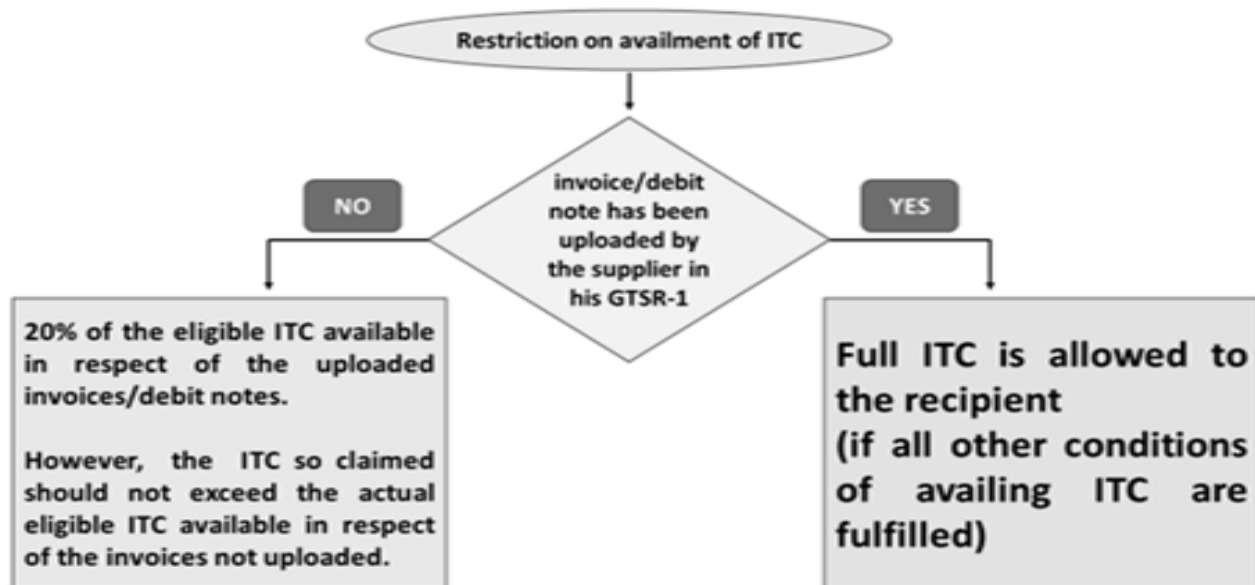 Restriction on availment of ITC
invoice/debit
note has been
uploaded by
the supplier in
his GTSR-1
NO
YES
20% of the eligible ITC available
in respect of the uploaded
invoices/debit notes.
However, the ITC so claimed
should not exceed the actual
eligible ITC available in respect
of the invoices not uploaded.
Full ITC is allowed to
the recipient
(if all other conditions
of availing ITC are
fulfilled)